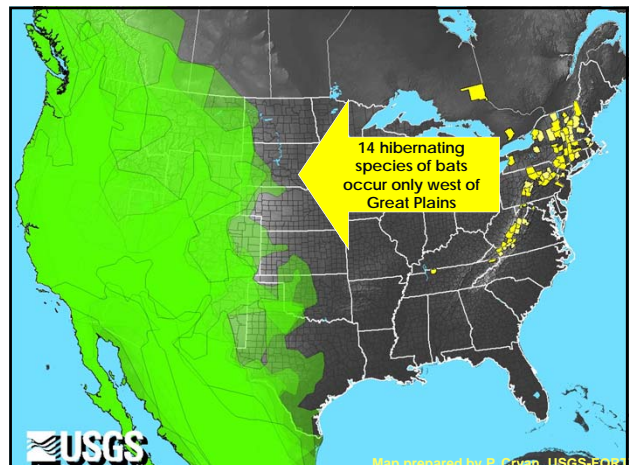 14 hibernating
species of bats
occur only west of
Great Plains
USGS
Map prepared by P. Cryan, USGS-FORT